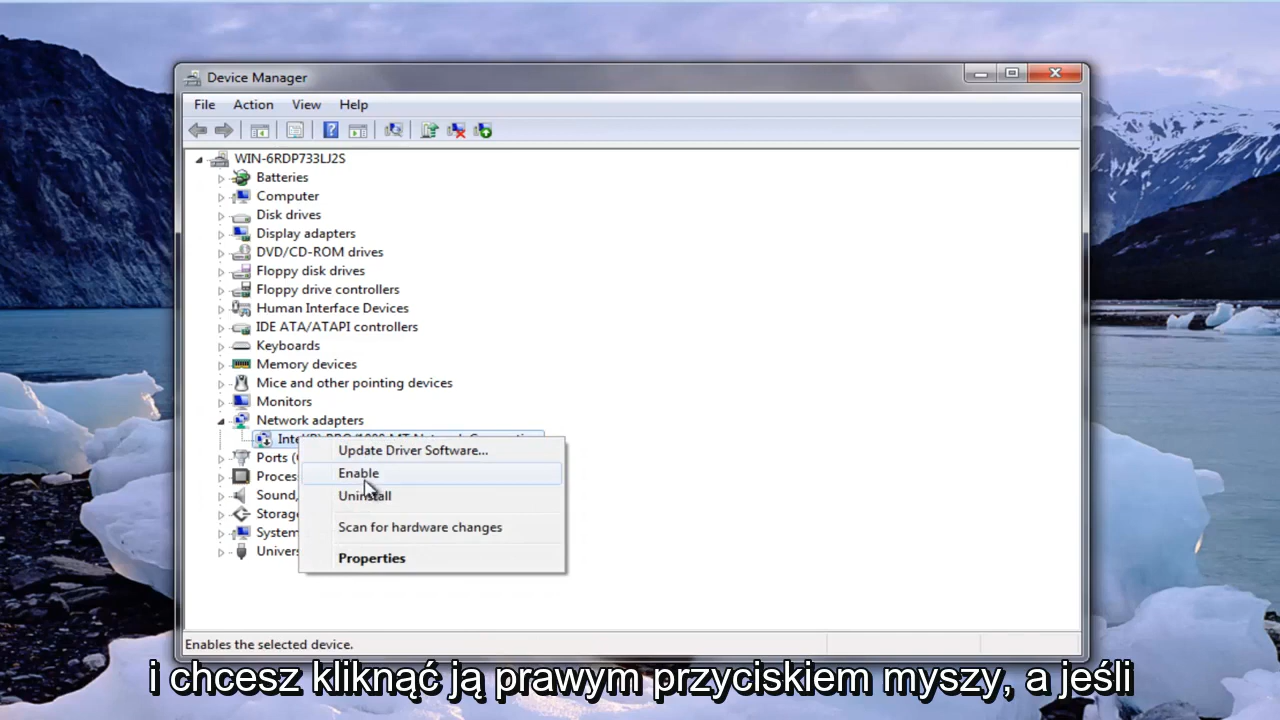 Device Manager
File Action View Help
WIN-6RDP733LJ2S
Batteries
Computer
Disk drives
Display adapters
DVD/CD-ROM drives
Floppy disk drives
Floppy drive controllers
Human Interface Devices
IDE ATA/ATAPI controllers
Keyboards
Memory devices
Mice and other pointing devices
Monitors
Network adapters
Update Driver Software...
Ports (
Enable
Proces
Uninstall
Sound,
Storag
Scan for hardware changes
System
Univers
Properties
Enables the selected device.
i chcesz kliknąć ją prawym przyciskiem myszy, a jeśli